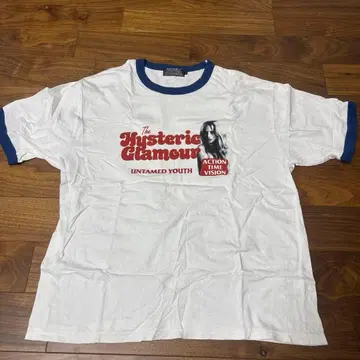 The
Hysteric
Glamour
UNTAMED YOUTH
ACTION
TIME
VISION